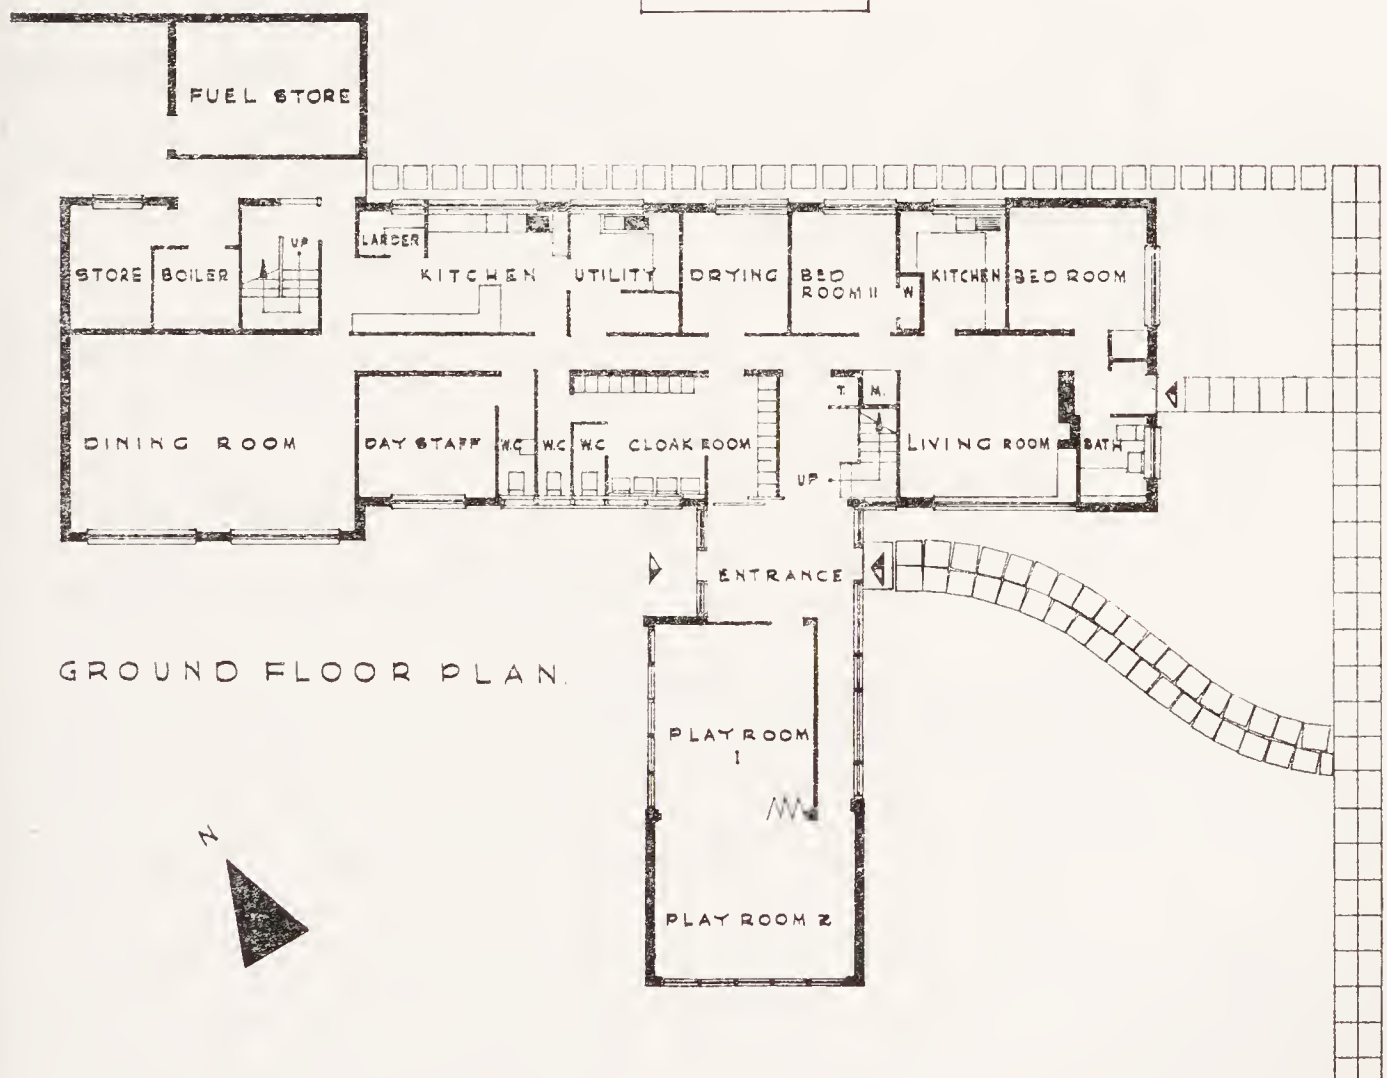 FUEL STORE
LARDER
UP
STORE
BOILER
KITCHEN
UTILITY
DRYING
BED
ROOM II
W
KITCHEN
BED ROOM
T.
M.
DINING ROOM
DAY STAFF
W.C
W.C
W.C
CLOAK ROOM
LIVING ROOM
BATH
UP
ENTRANCE
GROUND FLOOR PLAN.
PLAY ROOM
1
N
PLAY ROOM 2